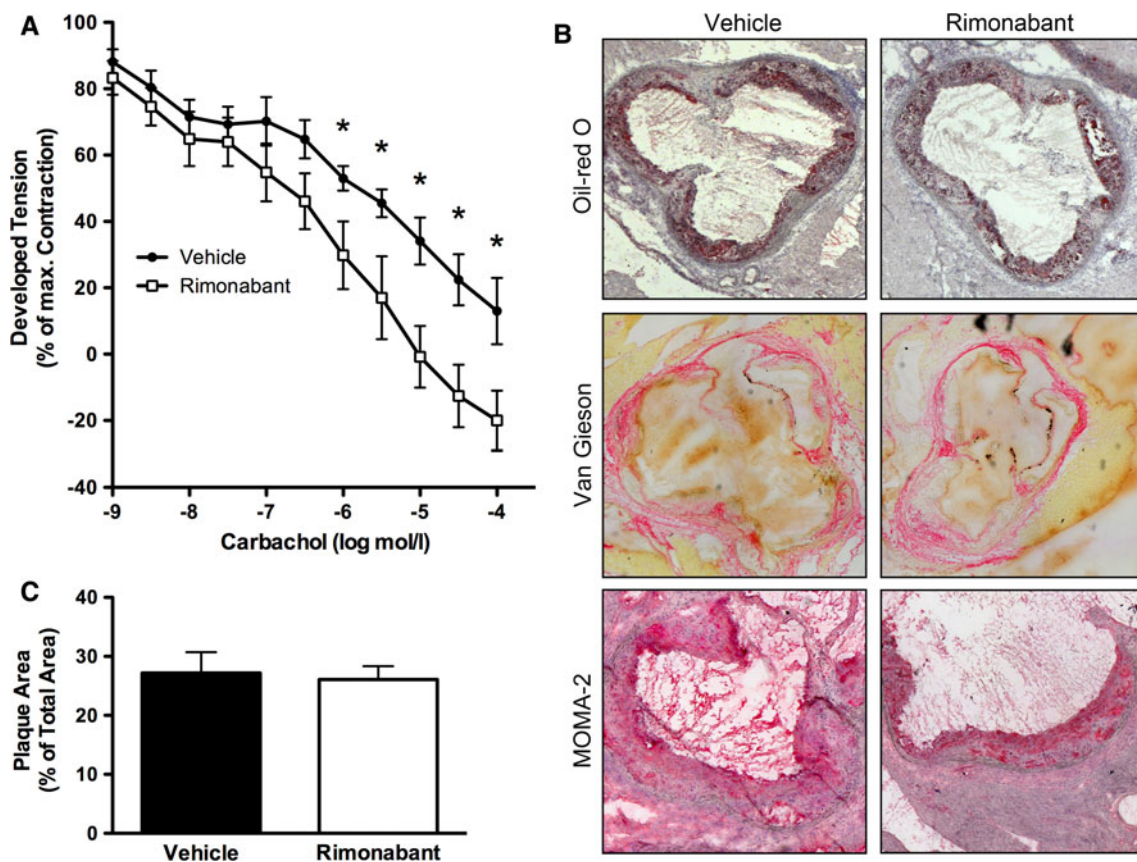 A
Developed Tension
(% of max. Contraction)
100
80
60
40
20
0
-20
-40
* * * * *
Vehicle
Rimonabant
-9 -8 -7 -6 -5 -4
Carbachol (log mol/l)
B
Vehicle Rimonabant
Oil-red O
Van Gieson
MOMA-2
C
Plaque Area
(% of Total Area)
40
30
20
10
0
Vehicle Rimonabant